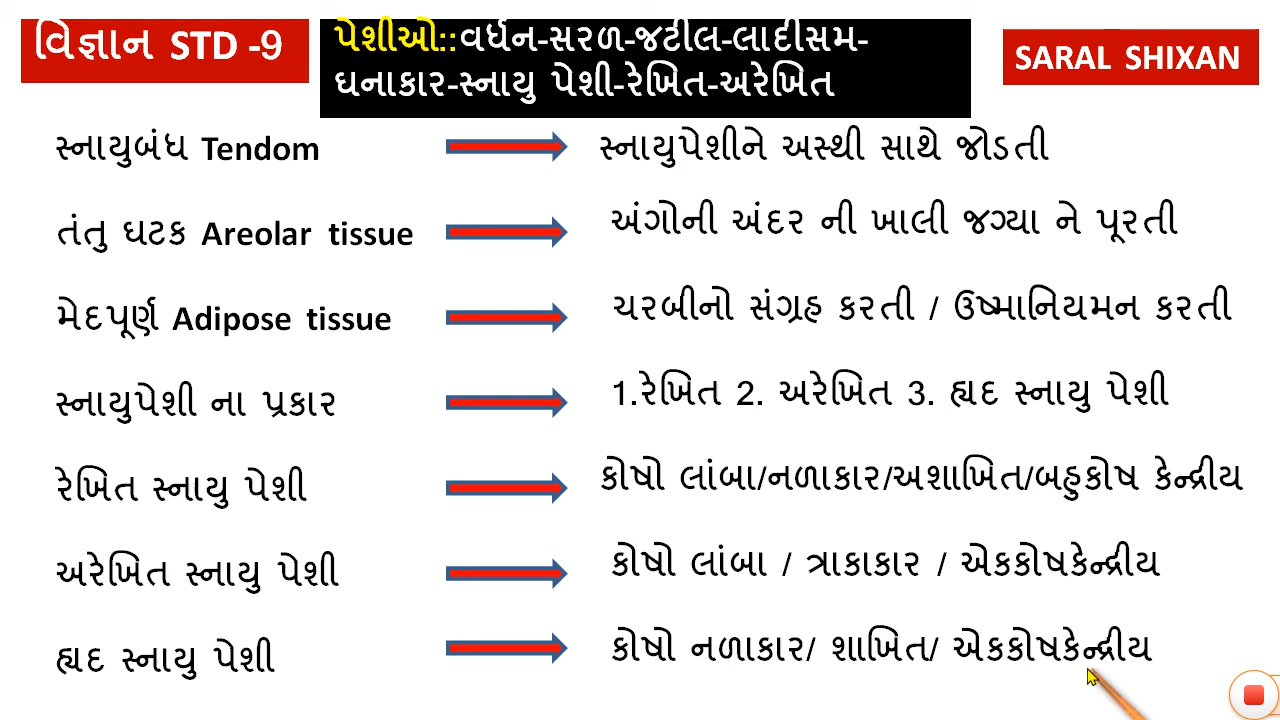 વિજ્ઞાન STD -9
પેશીઓ::વર્ધન-સરળ-જટીલ-લાદીસમ-
ઘનાકાર-સ્નાયુ પેશી-રેખિત-અરેખિત
SARAL SHIXAN
સ્નાયુબંધ Tendom સ્નાયુપેશીને અસ્થી સાથે જોડતી
તંતુ ઘટક Areolar tissue અંગોની અંદર ની ખાલી જગ્યા ને પૂરતી
મેદપૂર્ણ Adipose tissue ચરબીનો સંગ્રહ કરતી / ઉષ્માનિયમન કરતી
સ્નાયુપેશી ના પ્રકાર 1.રેખિત 2. અરેખિત 3. હ્યદ સ્નાયુ પેશી
રેખિત સ્નાયુ પેશી કોષો લાંબા/નળાકાર/અશાખિત/બહુકોષ કેન્દ્રીય
અરેખિત સ્નાયુ પેશી કોષો લાંબા / ત્રાકાકાર / એકકોષકેન્દ્રીય
હ્યદ સ્નાયુ પેશી કોષો નળાકાર/ શાખિત/ એકકોષકેન્દ્રીય